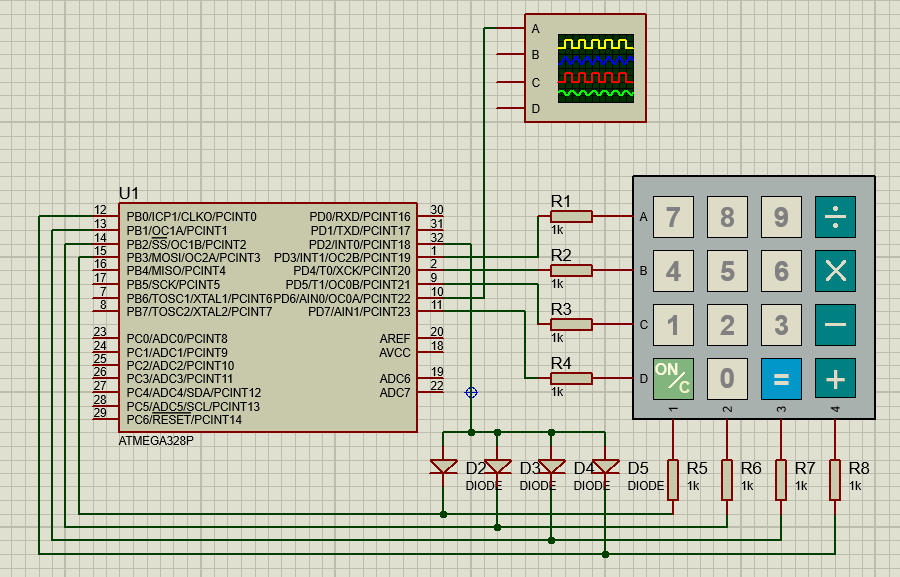 A
B
C
D
U1
12 PB0/ICP1/CLKO/PCINT0 PD0/RXD/PCINT16 30
13 PB1/OC1A/PCINT1 PD1/TXD/PCINT17 31
14 PB2/SS/OC1B/PCINT2 PD2/INT0/PCINT18 32
15 PB3/MOSI/OC2A/PCINT3 PD3/INT1/OC2B/PCINT19 1
16 PB4/MISO/PCINT4 PD4/T0/XCK/PCINT20 2
17 PB5/SCK/PCINT5 PD5/T1/OC0B/PCINT21 9
7 PB6/TOSC1/XTAL1/PCINT6 PD6/AIN0/OC0A/PCINT22 10
8 PB7/TOSC2/XTAL2/PCINT7 PD7/AIN1/PCINT23 11
23 PC0/ADC0/PCINT8 AREF 20
24 PC1/ADC1/PCINT9 AVCC 18
25 PC2/ADC2/PCINT10
26 PC3/ADC3/PCINT11 ADC6 19
27 PC4/ADC4/SDA/PCINT12 ADC7 22
28 PC5/ADC5/SCL/PCINT13
29 PC6/RESET/PCINT14
ATMEGA328P
R1
1k
R2
1k
R3
1k
R4
1k
A 7 8 9 ÷
B 4 5 6 ×
C 1 2 3 −
D ON/C 0 = +
1 2 3 4
D2 D3 D4 D5 R5 R6 R7 R8
DIODE DIODE DIODE DIODE 1k 1k 1k 1k